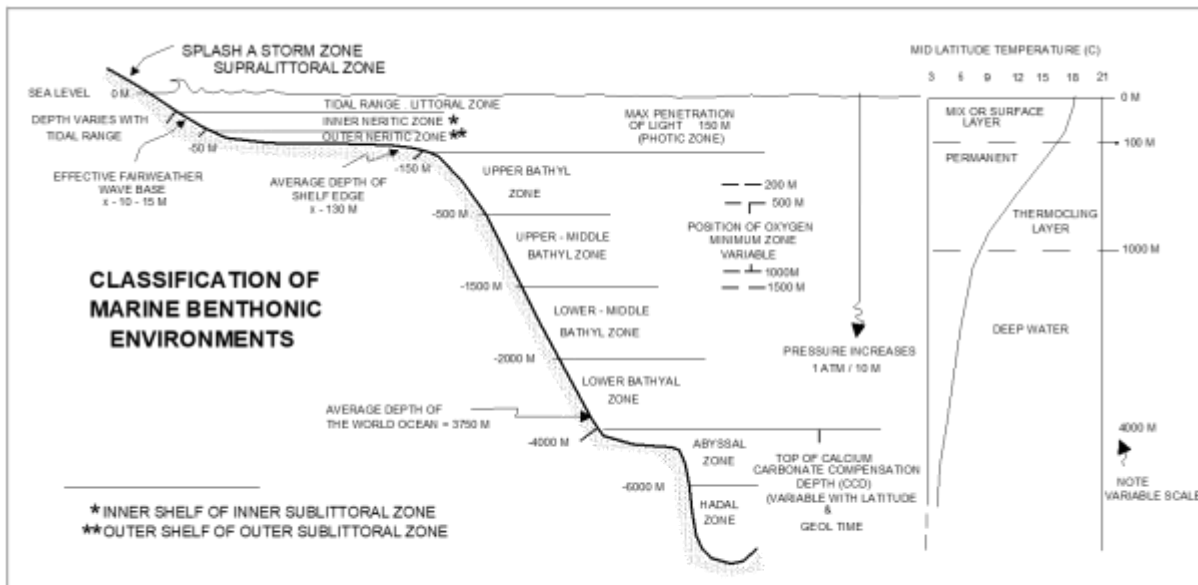 SPLASH A STORM ZONE
SUPRALITTORAL ZONE
SEA LEVEL
0 M
DEPTH VARIES WITH
TIDAL RANGE
-50 M
EFFECTIVE FAIRWEATHER
WAVE BASE
x - 10 - 15 M
TIDAL RANGE . LITTORAL ZONE
INNER NERITIC ZONE *
OUTER NERITIC ZONE **
AVERAGE DEPTH OF
SHELF EDGE
x - 130 M
-150 M
MAX PENETRATION
OF LIGHT 150 M
(PHOTIC ZONE)
UPPER BATHYL
ZONE
-500 M
UPPER - MIDDLE
BATHYL ZONE
-1500 M
LOWER - MIDDLE
BATHYL ZONE
-2000 M
LOWER BATHYAL
ZONE
200 M
500 M
POSITION OF OXYGEN
MINIMUM ZONE
VARIABLE
1000M
1500 M
PRESSURE INCREASES
1 ATM / 10 M
CLASSIFICATION OF
MARINE BENTHONIC
ENVIRONMENTS
AVERAGE DEPTH OF
THE WORLD OCEAN = 3750 M
-4000 M
ABYSSAL
ZONE
-6000 M
HADAL
ZONE
TOP OF CALCIUM
CARBONATE COMPENSATION
DEPTH (CCD)
(VARIABLE WITH LATITUDE
&
GEOL TIME
* INNER SHELF OF INNER SUBLITTORAL ZONE
** OUTER SHELF OF OUTER SUBLITTORAL ZONE
MID LATITUDE TEMPERATURE (C)
3 6 9 12 15 18 21
0 M
MIX OR SURFACE
LAYER
100 M
PERMANENT
THERMOCLING
LAYER
1000 M
DEEP WATER
4000 M
NOTE
VARIABLE SCALE